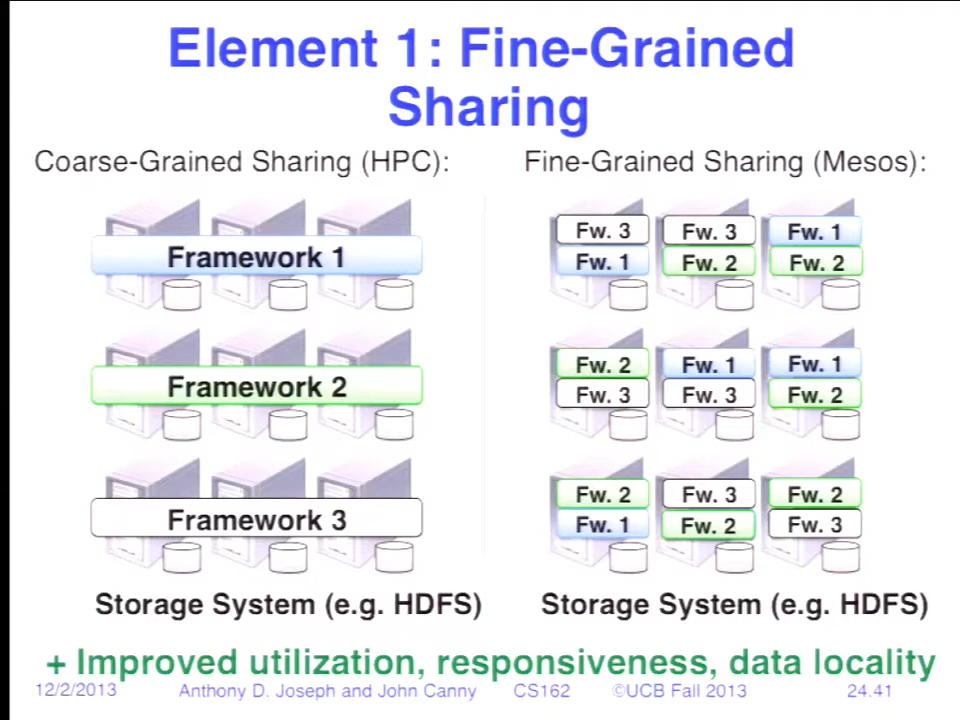 Element 1: Fine-Grained
Sharing
Coarse-Grained Sharing (HPC):
Framework 1
Framework 2
Framework 3
Storage System (e.g. HDFS)
Fine-Grained Sharing (Mesos):
Fw. 3 Fw. 3 Fw. 1
Fw. 1 Fw. 2 Fw. 2
Fw. 2 Fw. 1 Fw. 1
Fw. 3 Fw. 3 Fw. 2
Fw. 2 Fw. 3 Fw. 2
Fw. 1 Fw. 2 Fw. 3
Storage System (e.g. HDFS)
+ Improved utilization, responsiveness, data locality
12/2/2013 Anthony D. Joseph and John Canny CS162 ©UCB Fall 2013 24.41